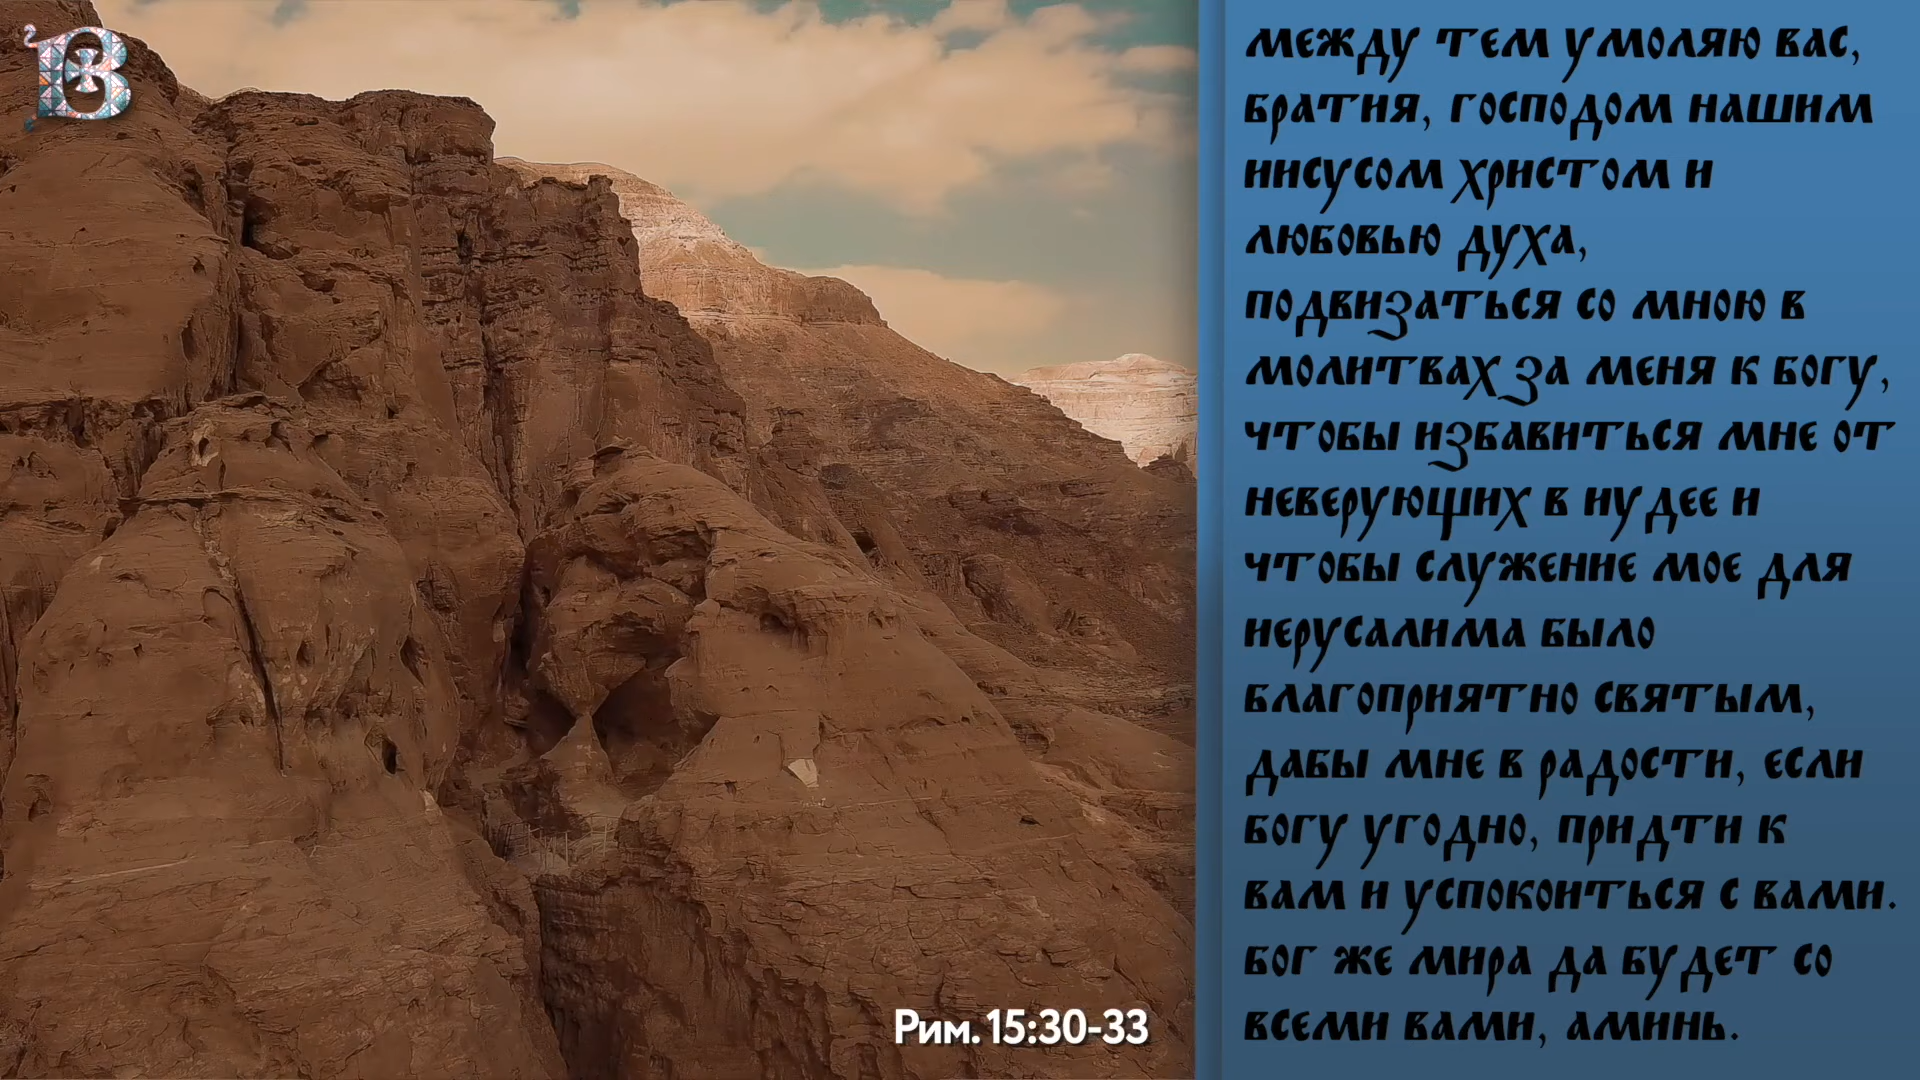 между тем умоляю вас,
братия, господом нашим
иисусом христом и
любовью духа,
подвизаться со мною в
молитвах за меня к богу,
чтобы избавиться мне от
неверующих в иудее и
чтобы служение мое для
иерусалима было
благоприятно святым,
дабы мне в радости, если
богу угодно, придти к
вам и успокоиться с вами.
бог же мира да будет со
всеми вами, аминь.
Рим. 15:30-33